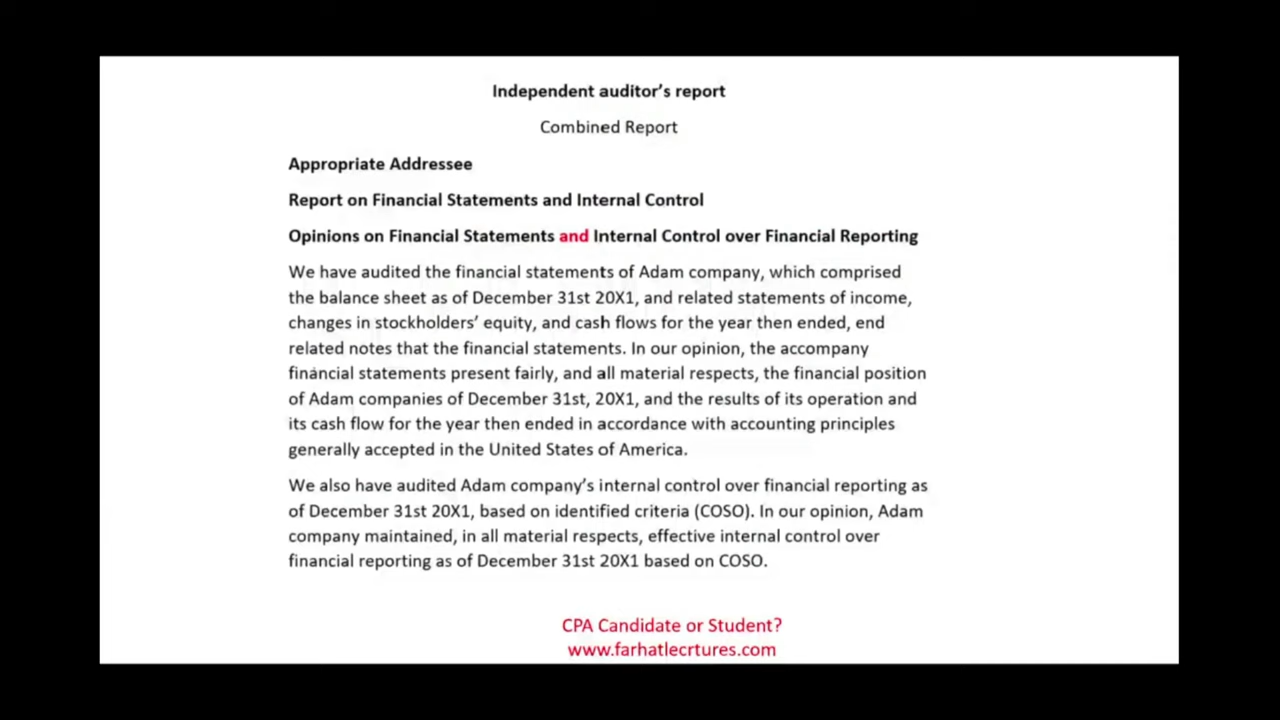 Independent auditor's report
Combined Report
Appropriate Addressee
Report on Financial Statements and Internal Control
Opinions on Financial Statements and Internal Control over Financial Reporting
We have audited the financial statements of Adam company, which comprised
the balance sheet as of December 31st 20X1, and related statements of income,
changes in stockholders' equity, and cash flows for the year then ended, end
related notes that the financial statements. In our opinion, the accompany
financial statements present fairly, and all material respects, the financial position
of Adam companies of December 31st, 20X1, and the results of its operation and
its cash flow for the year then ended in accordance with accounting principles
generally accepted in the United States of America.
We also have audited Adam company's internal control over financial reporting as
of December 31st 20X1, based on identified criteria (COSO). In our opinion, Adam
company maintained, in all material respects, effective internal control over
financial reporting as of December 31st 20X1 based on COSO.
CPA Candidate or Student?
www.farhatlecrtures.com